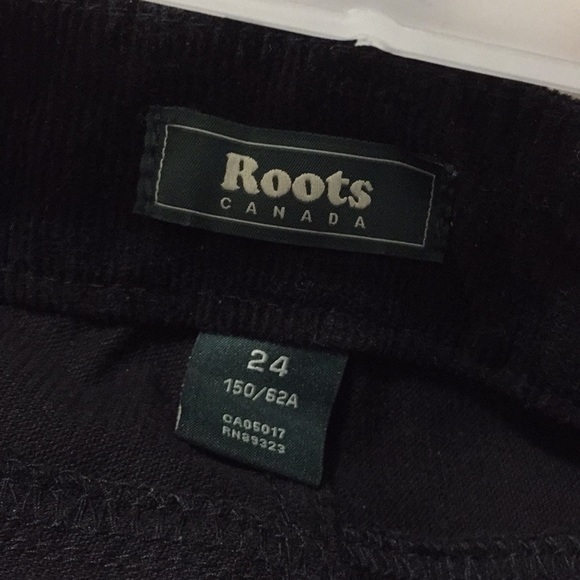 Roots
CANADA
24
150/62A
CA05017
RN89323